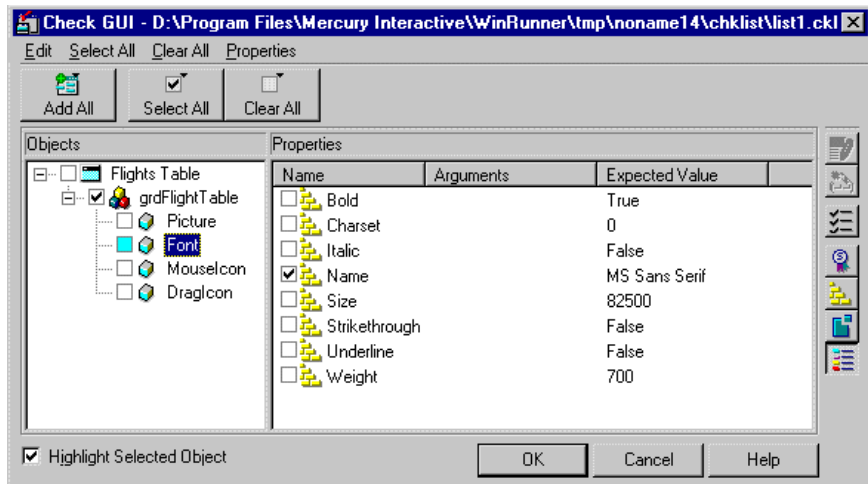 Check GUI - D:\Program Files\Mercury Interactive\WinRunner\tmp\noname14\chklist\list1.ckl
Edit Select All Clear All Properties
Add All Select All Clear All
Objects Properties
Flights Table
grdFlightTable
Picture
Font
MouseIcon
DragIcon
Name Arguments Expected Value
Bold True
Charset 0
Italic False
Name MS Sans Serif
Size 82500
Strikethrough False
Underline False
Weight 700
Highlight Selected Object
OK Cancel Help